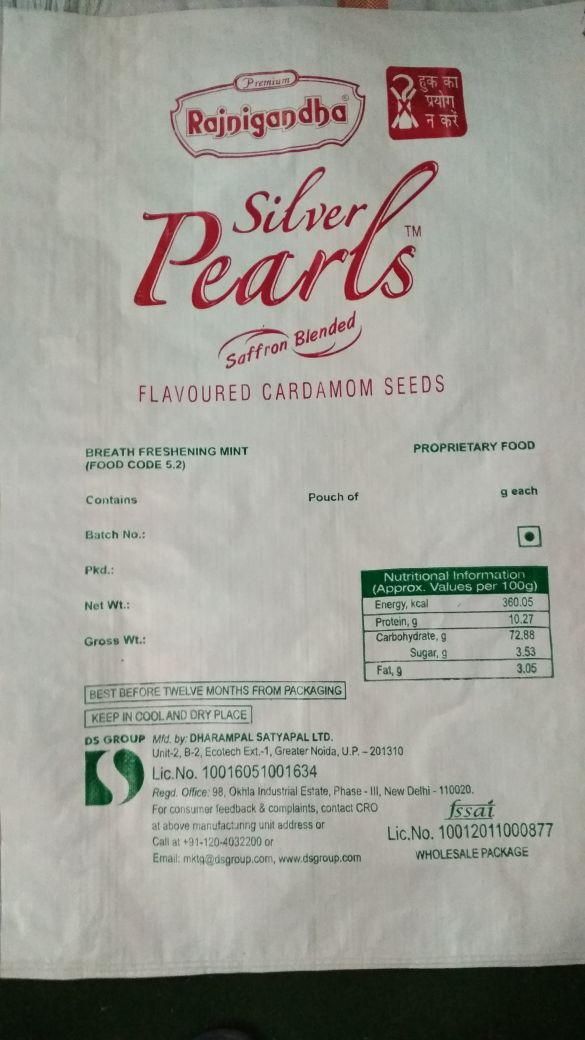 Premium
Rajnigandha®
हुक का
प्रयोग
न करें
Silver
Pearls™
Saffron Blended
FLAVOURED CARDAMOM SEEDS
BREATH FRESHENING MINT
(FOOD CODE 5.2)
PROPRIETARY FOOD
Contains Pouch of g each
Batch No.:
Pkd.:
Net Wt.:
Gross Wt.:
Nutritional Information
(Approx. Values per 100g)
Energy, kcal 360.05
Protein, g 10.27
Carbohydrate, g 72.88
Sugar, g 3.53
Fat, g 3.05
BEST BEFORE TWELVE MONTHS FROM PACKAGING
KEEP IN COOL AND DRY PLACE
DS GROUP Mfd. by: DHARAMPAL SATYAPAL LTD.
Unit-2, B-2, Ecotech Ext.-1, Greater Noida, U.P. – 201310
Lic.No. 10016051001634
Regd. Office: 98, Okhla Industrial Estate, Phase - III, New Delhi - 110020.
For consumer feedback & complaints, contact CRO
at above manufacturing unit address or
Call at +91-120-4032200 or
Email: mktg@dsgroup.com, www.dsgroup.com
fssai
Lic.No. 10012011000877
WHOLESALE PACKAGE